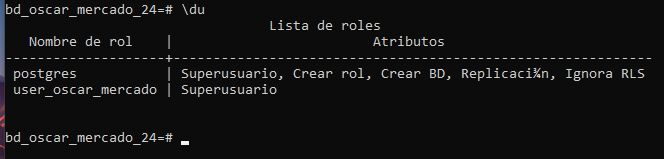 bd_oscar_mercado_24=# \du
Lista de roles
Nombre de rol | Atributos
--------------------+------------------------------------------------------------
postgres | Superusuario, Crear rol, Crear BD, Replicaci¾n, Ignora RLS
user_oscar_mercado | Superusuario
bd_oscar_mercado_24=#